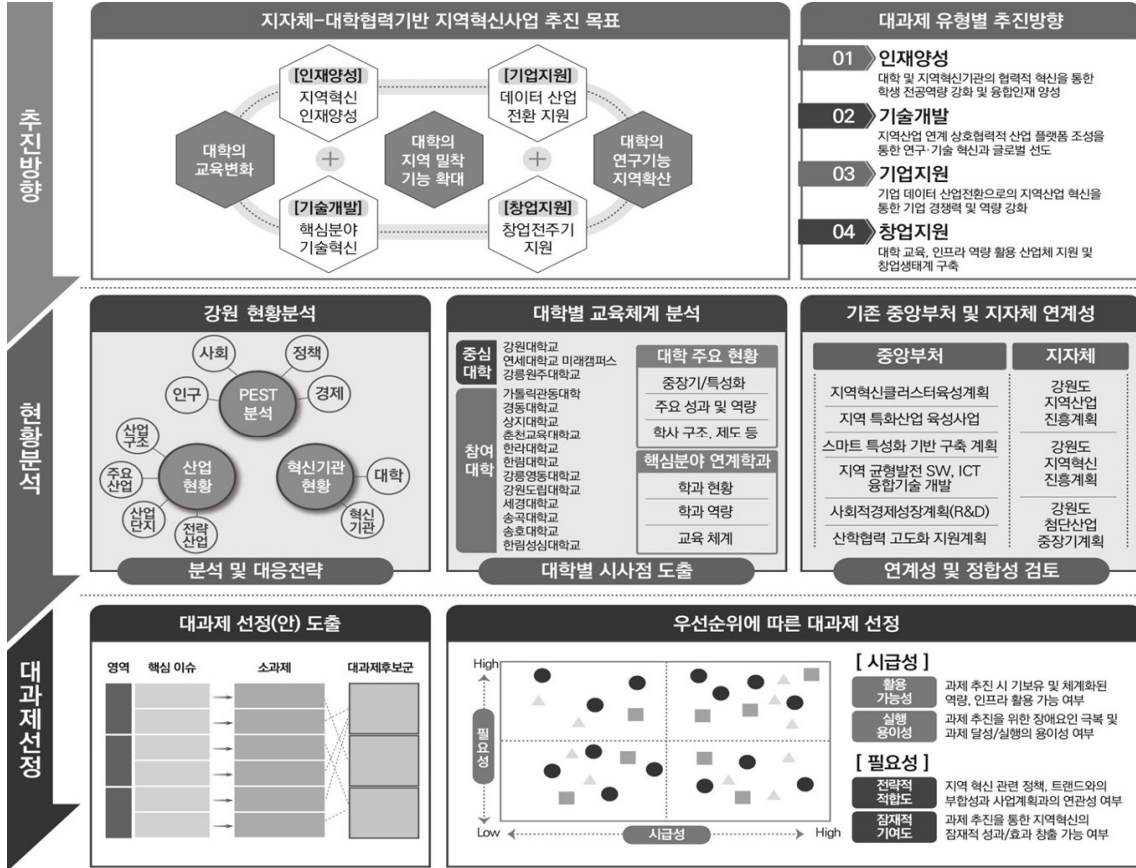 추진방향
지자체-대학협력기반 지역혁신사업 추진 목표
[인재양성]
지역혁신
인재양성
[기업지원]
데이터 산업
전환 지원
대학의
교육변화
+
대학의
지역 밀착
기능 확대
+
대학의
연구기능
지역확산
[기술개발]
핵심분야
기술혁신
[창업지원]
창업전주기
지원
대과제 유형별 추진방향
01 인재양성
대학 및 지역혁신기관의 협력적 혁신을 통한
학생 전공역량 강화 및 융합인재 양성
02 기술개발
지역산업 연계 상호협력적 산업 플랫폼 조성을
통한 연구·기술 혁신과 글로벌 선도
03 기업지원
기업 데이터 산업전환으로의 지역산업 혁신을
통한 기업 경쟁력 및 역량 강화
04 창업지원
대학 교육, 인프라 역량 활용 산업체 지원 및
창업생태계 구축
현황분석
강원 현황분석
사회
정책
인구
PEST
분석
경제
산업
구조
주요
산업
산업
현황
산업
단지
전략
산업
혁신기관
현황
대학
혁신
기관
분석 및 대응전략
대학별 교육체계 분석
중심
대학
강원대학교
연세대학교 미래캠퍼스
강릉원주대학교
참여
대학
가톨릭관동대학
경동대학교
상지대학교
춘천교육대학교
한라대학교
한림대학교
강릉영동대학교
강원도립대학교
세경대학교
송곡대학교
송호대학교
한림성심대학교
대학 주요 현황
중장기/특성화
주요 성과 및 역량
학사 구조, 제도 등
핵심분야 연계학과
학과 현황
학과 역량
교육 체계
대학별 시사점 도출
기존 중앙부처 및 지자체 연계성
중앙부처
지역혁신클러스터육성계획
지역 특화산업 육성사업
스마트 특성화 기반 구축 계획
지역 균형발전 SW, ICT
융합기술 개발
사회적경제성장계획(R&D)
산학협력 고도화 지원계획
지자체
강원도
지역산업
진흥계획
강원도
지역혁신
진흥계획
강원도
첨단산업
중장기계획
연계성 및 정합성 검토
대과제선정
대과제 선정(안) 도출
영역 핵심 이슈 소과제 대과제후보군
우선순위에 따른 대과제 선정
High
필요성
Low
시급성
High
[ 시급성 ]
활용
가능성
과제 추진 시 기보유 및 체계화된
역량, 인프라 활용 가능 여부
실행
용이성
과제 추진을 위한 장애요인 극복 및
과제 달성/실행의 용이성 여부
[ 필요성 ]
전략적
적합도
지역 혁신 관련 정책, 트랜드와의
부합성과 사업계획과의 연관성 여부
잠재적
기여도
과제 추진을 통한 지역혁신의
잠재적 성과/효과 창출 가능 여부